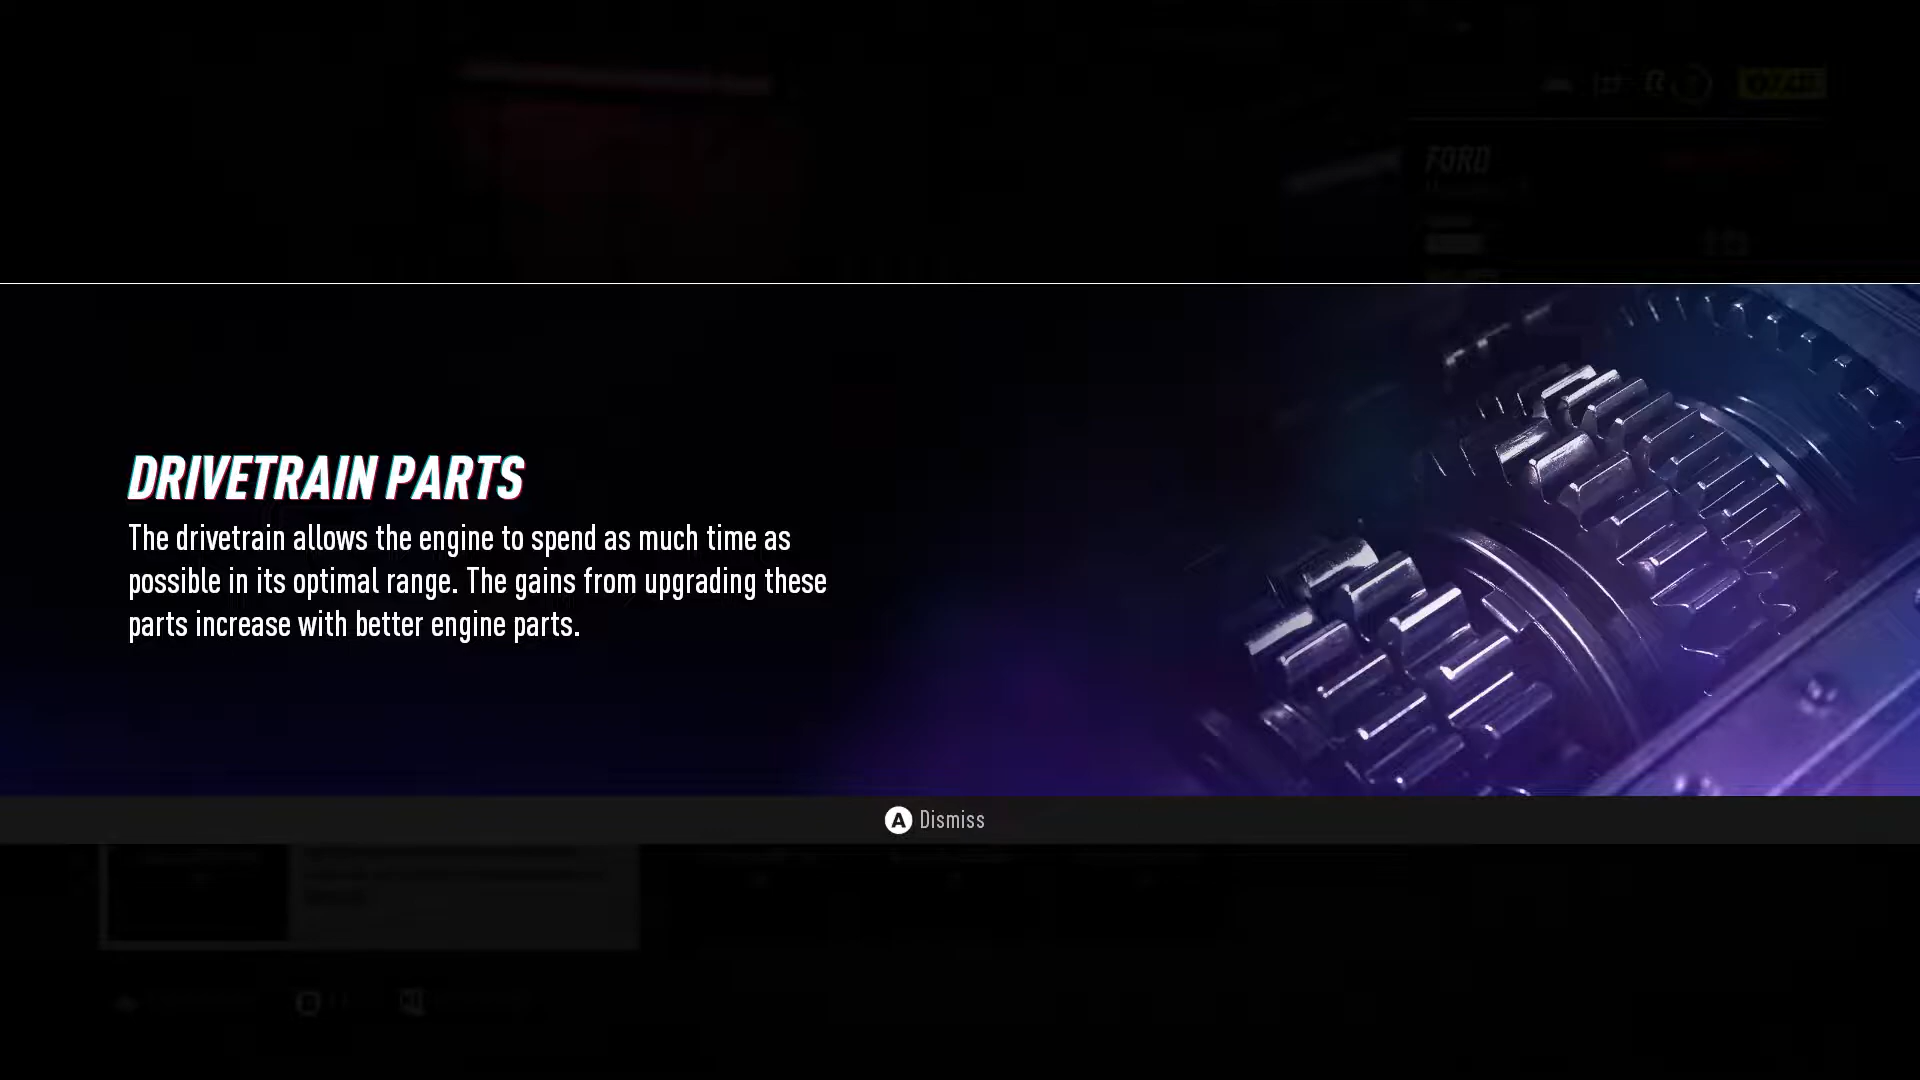 FORD
DRIVETRAIN PARTS
The drivetrain allows the engine to spend as much time as
possible in its optimal range. The gains from upgrading these
parts increase with better engine parts.
A Dismiss